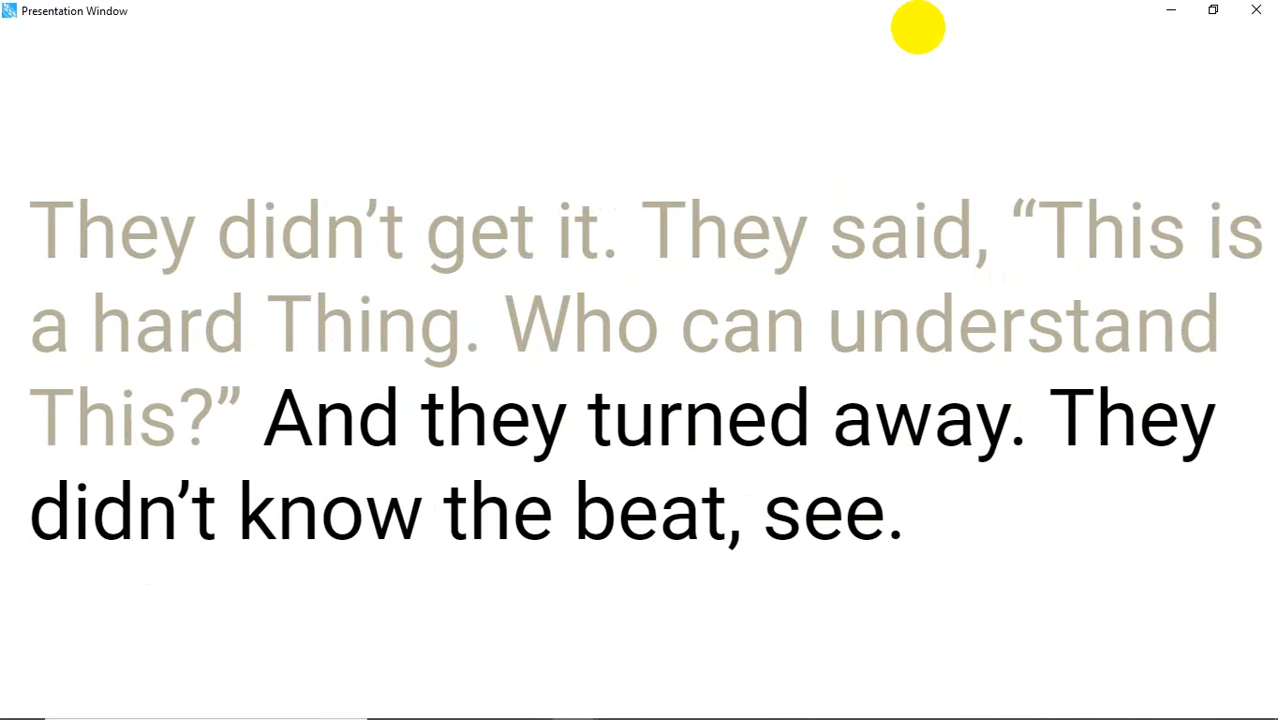 Presentation Window
They didn’t get it. They said, “This is
a hard Thing. Who can understand
This?” And they turned away. They
didn’t know the beat, see.